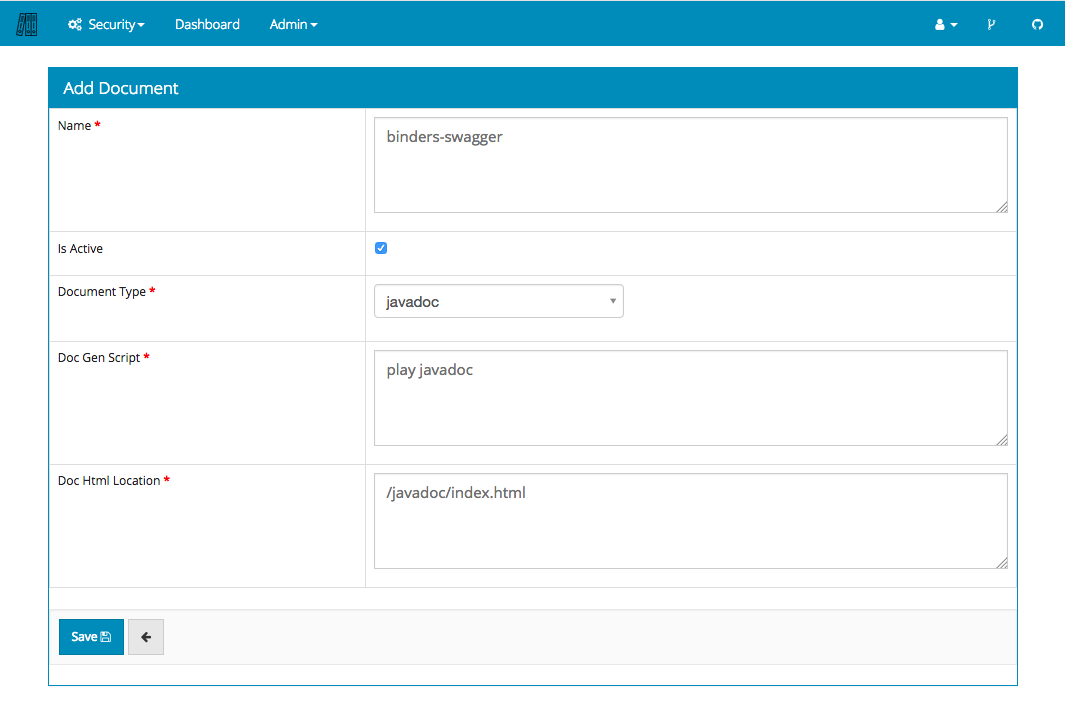 Security Dashboard Admin
Add Document
Name *
binders-swagger
Is Active
Document Type *
javadoc
Doc Gen Script *
play javadoc
Doc Html Location *
/javadoc/index.html
Save